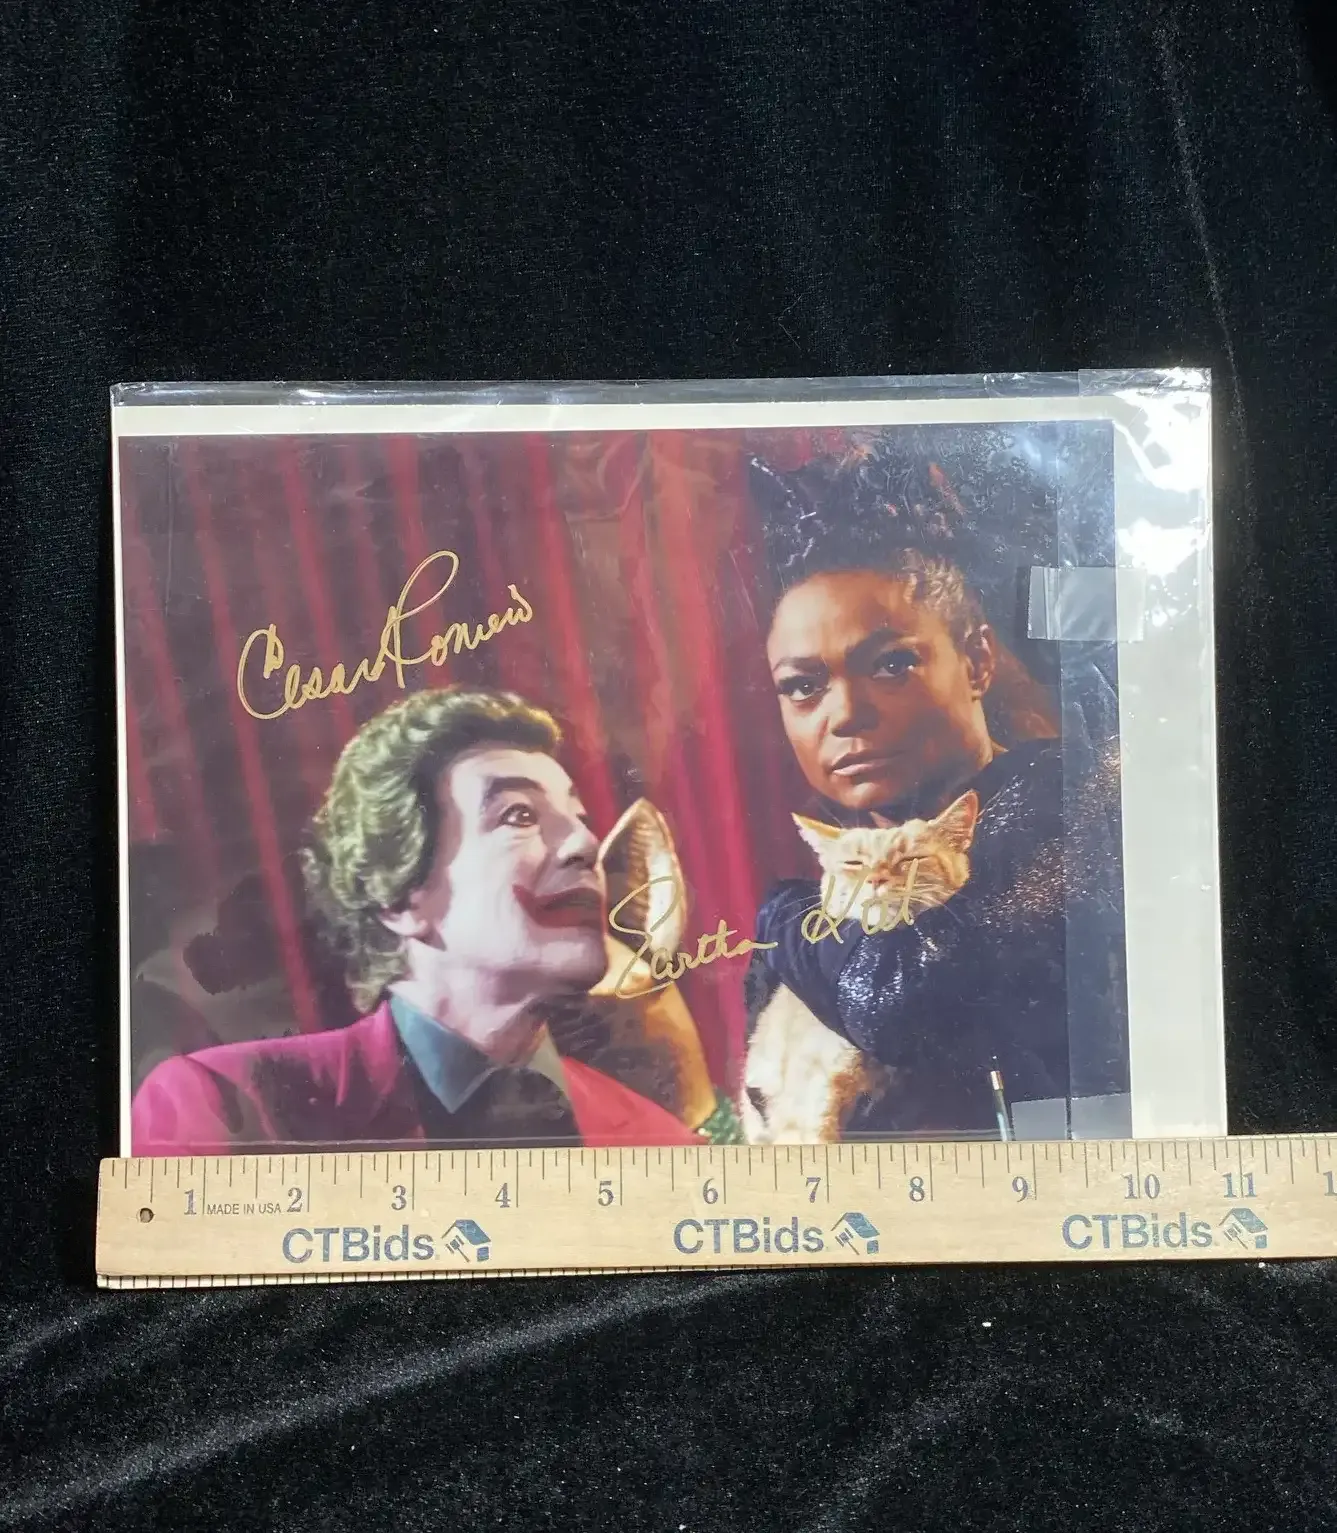 Cesar Romero
Eartha Kitt
1 MADE IN USA 2 3 4 5 6 7 8 9 10 11 1
CTBids CTBids CTBids